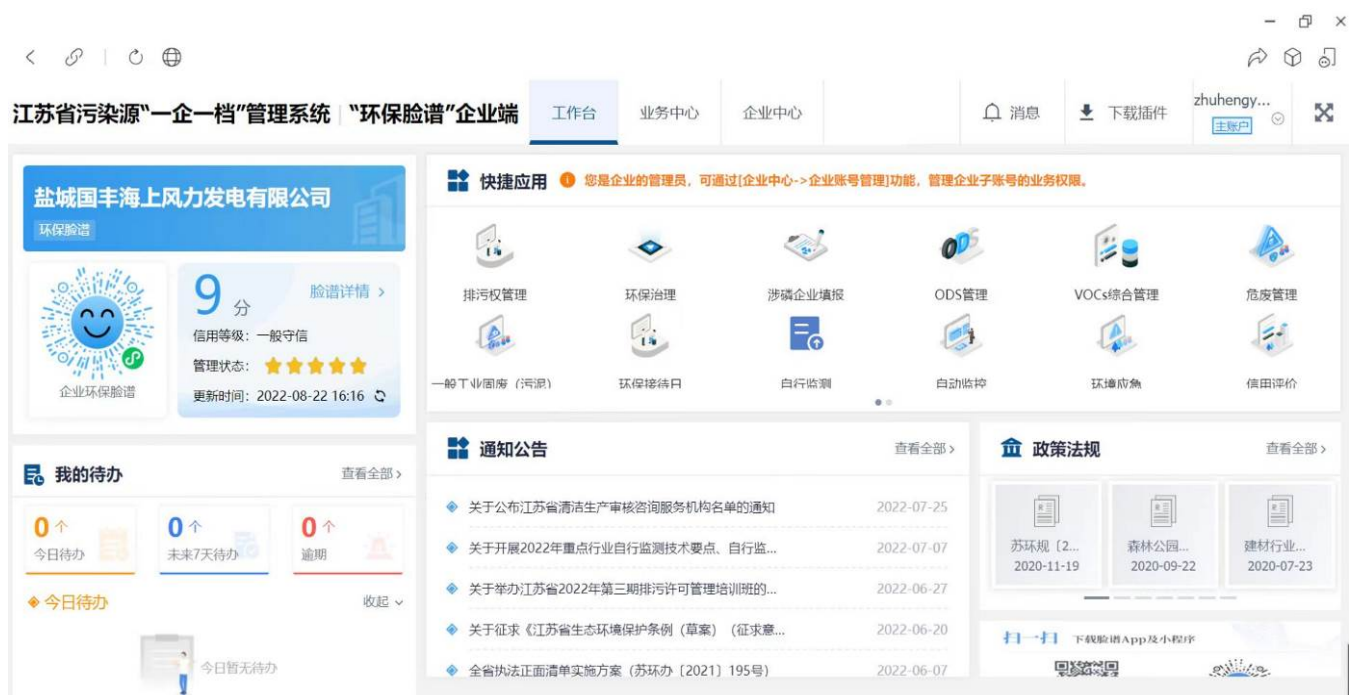 江苏省污染源“一企一档”管理系统 | “环保脸谱”企业端
工作台
业务中心
企业中心
消息
下载插件
zhuhengy...
主账户
盐城国丰海上风力发电有限公司
环保脸谱
企业环保脸谱
9 分
脸谱详情 >
信用等级：一般守信
管理状态：
更新时间：2022-08-22 16:16
快捷应用
您是企业的管理员，可通过[企业中心->企业账号管理]功能，管理企业子账号的业务权限。
排污权管理
环保治理
涉磷企业填报
ODS管理
VOCs综合管理
危废管理
一般工业固废（污泥）
环保接待日
自行监测
自动监控
环境应急
信用评价
我的待办
查看全部 >
0 个
今日待办
0 个
未来7天待办
0 个
逾期
今日待办
收起
今日暂无待办
通知公告
查看全部 >
关于公布江苏省清洁生产审核咨询服务机构名单的通知 2022-07-25
关于开展2022年重点行业自行监测技术要点、自行监... 2022-07-07
关于举办江苏省2022年第三期排污许可管理培训班的... 2022-06-27
关于征求《江苏省生态环境保护条例（草案）（征求意... 2022-06-20
全省执法正面清单实施方案（苏环办〔2021〕195号） 2022-06-07
政策法规
查看全部 >
苏环规〔2...
2020-11-19
森林公园...
2020-09-22
建材行业...
2020-07-23
扫一扫 下载脸谱App及小程序